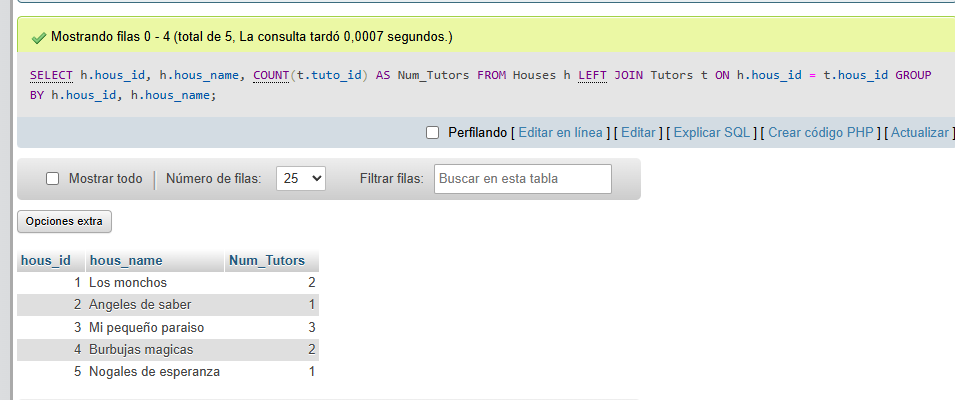 Mostrando filas 0 - 4 (total de 5, La consulta tardó 0,0007 segundos.)
SELECT h.hous_id, h.hous_name, COUNT(t.tuto_id) AS Num_Tutors FROM Houses h LEFT JOIN Tutors t ON h.hous_id = t.hous_id GROUP
BY h.hous_id, h.hous_name;
Perfilando [ Editar en línea ] [ Editar ] [ Explicar SQL ] [ Crear código PHP ] [ Actualizar ]
Mostrar todo | Número de filas: 25 Filtrar filas: Buscar en esta tabla
Opciones extra
hous_id hous_name Num_Tutors
1 Los monchos 2
2 Angeles de saber 1
3 Mi pequeño paraiso 3
4 Burbujas magicas 2
5 Nogales de esperanza 1